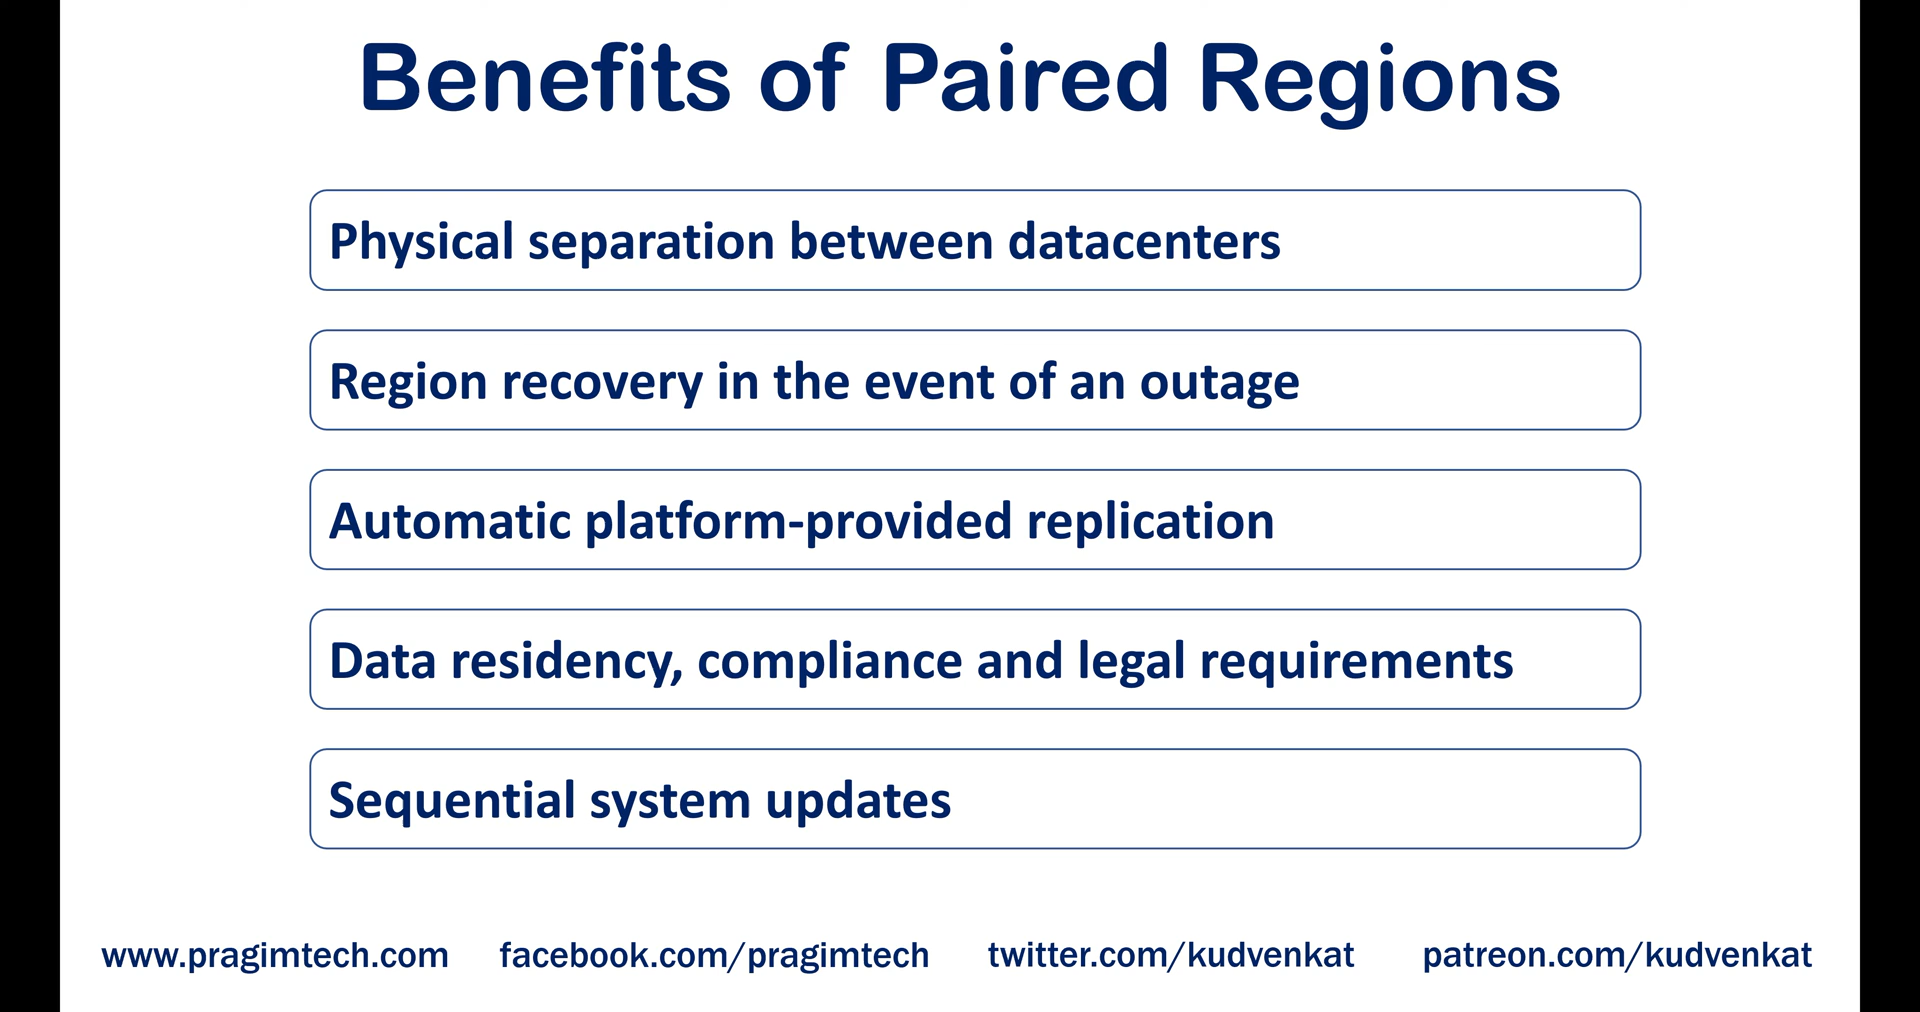 Benefits of Paired Regions
Physical separation between datacenters
Region recovery in the event of an outage
Automatic platform-provided replication
Data residency, compliance and legal requirements
Sequential system updates
www.pragimtech.com facebook.com/pragimtech twitter.com/kudvenkat patreon.com/kudvenkat